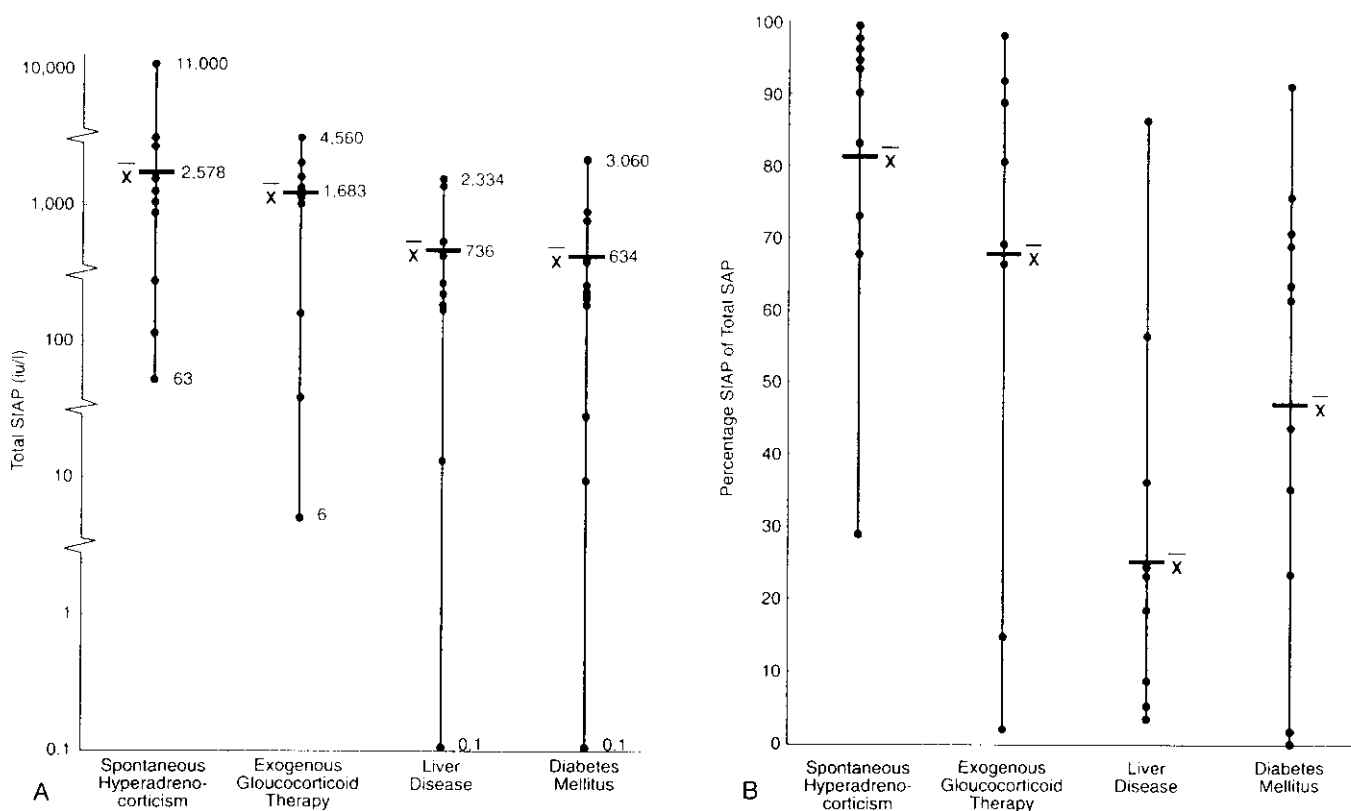 Total SIAP (iu/l)
10,000
1,000
100
10
1
0.1
11.000
X
2.578
63
4,560
X
1,683
6
2.334
X
736
0.1
3.060
X
634
0.1
Spontaneous
Hyperadreno-
corticism
Exogenous
Gloucocorticoid
Therapy
Liver
Disease
Diabetes
Mellitus
A
Percentage SIAP of Total SAP
100
90
80
70
60
50
40
30
20
10
0
X
X
X
X
Spontaneous
Hyperadreno-
corticism
Exogenous
Gloucocorticoid
Therapy
Liver
Disease
Diabetes
Mellitus
B